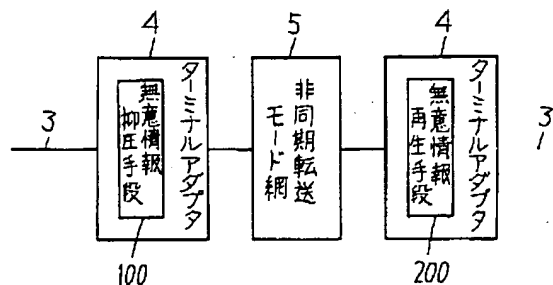 4
5
4
3
ターミナルアダプタ
無意情報
抑圧手段
非同期転送
モード網
ターミナルアダプタ
無意情報
再生手段
3
100
200